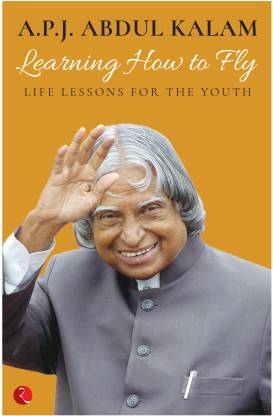 A.P.J. ABDUL KALAM
Learning How to Fly
LIFE LESSONS FOR THE YOUTH
R